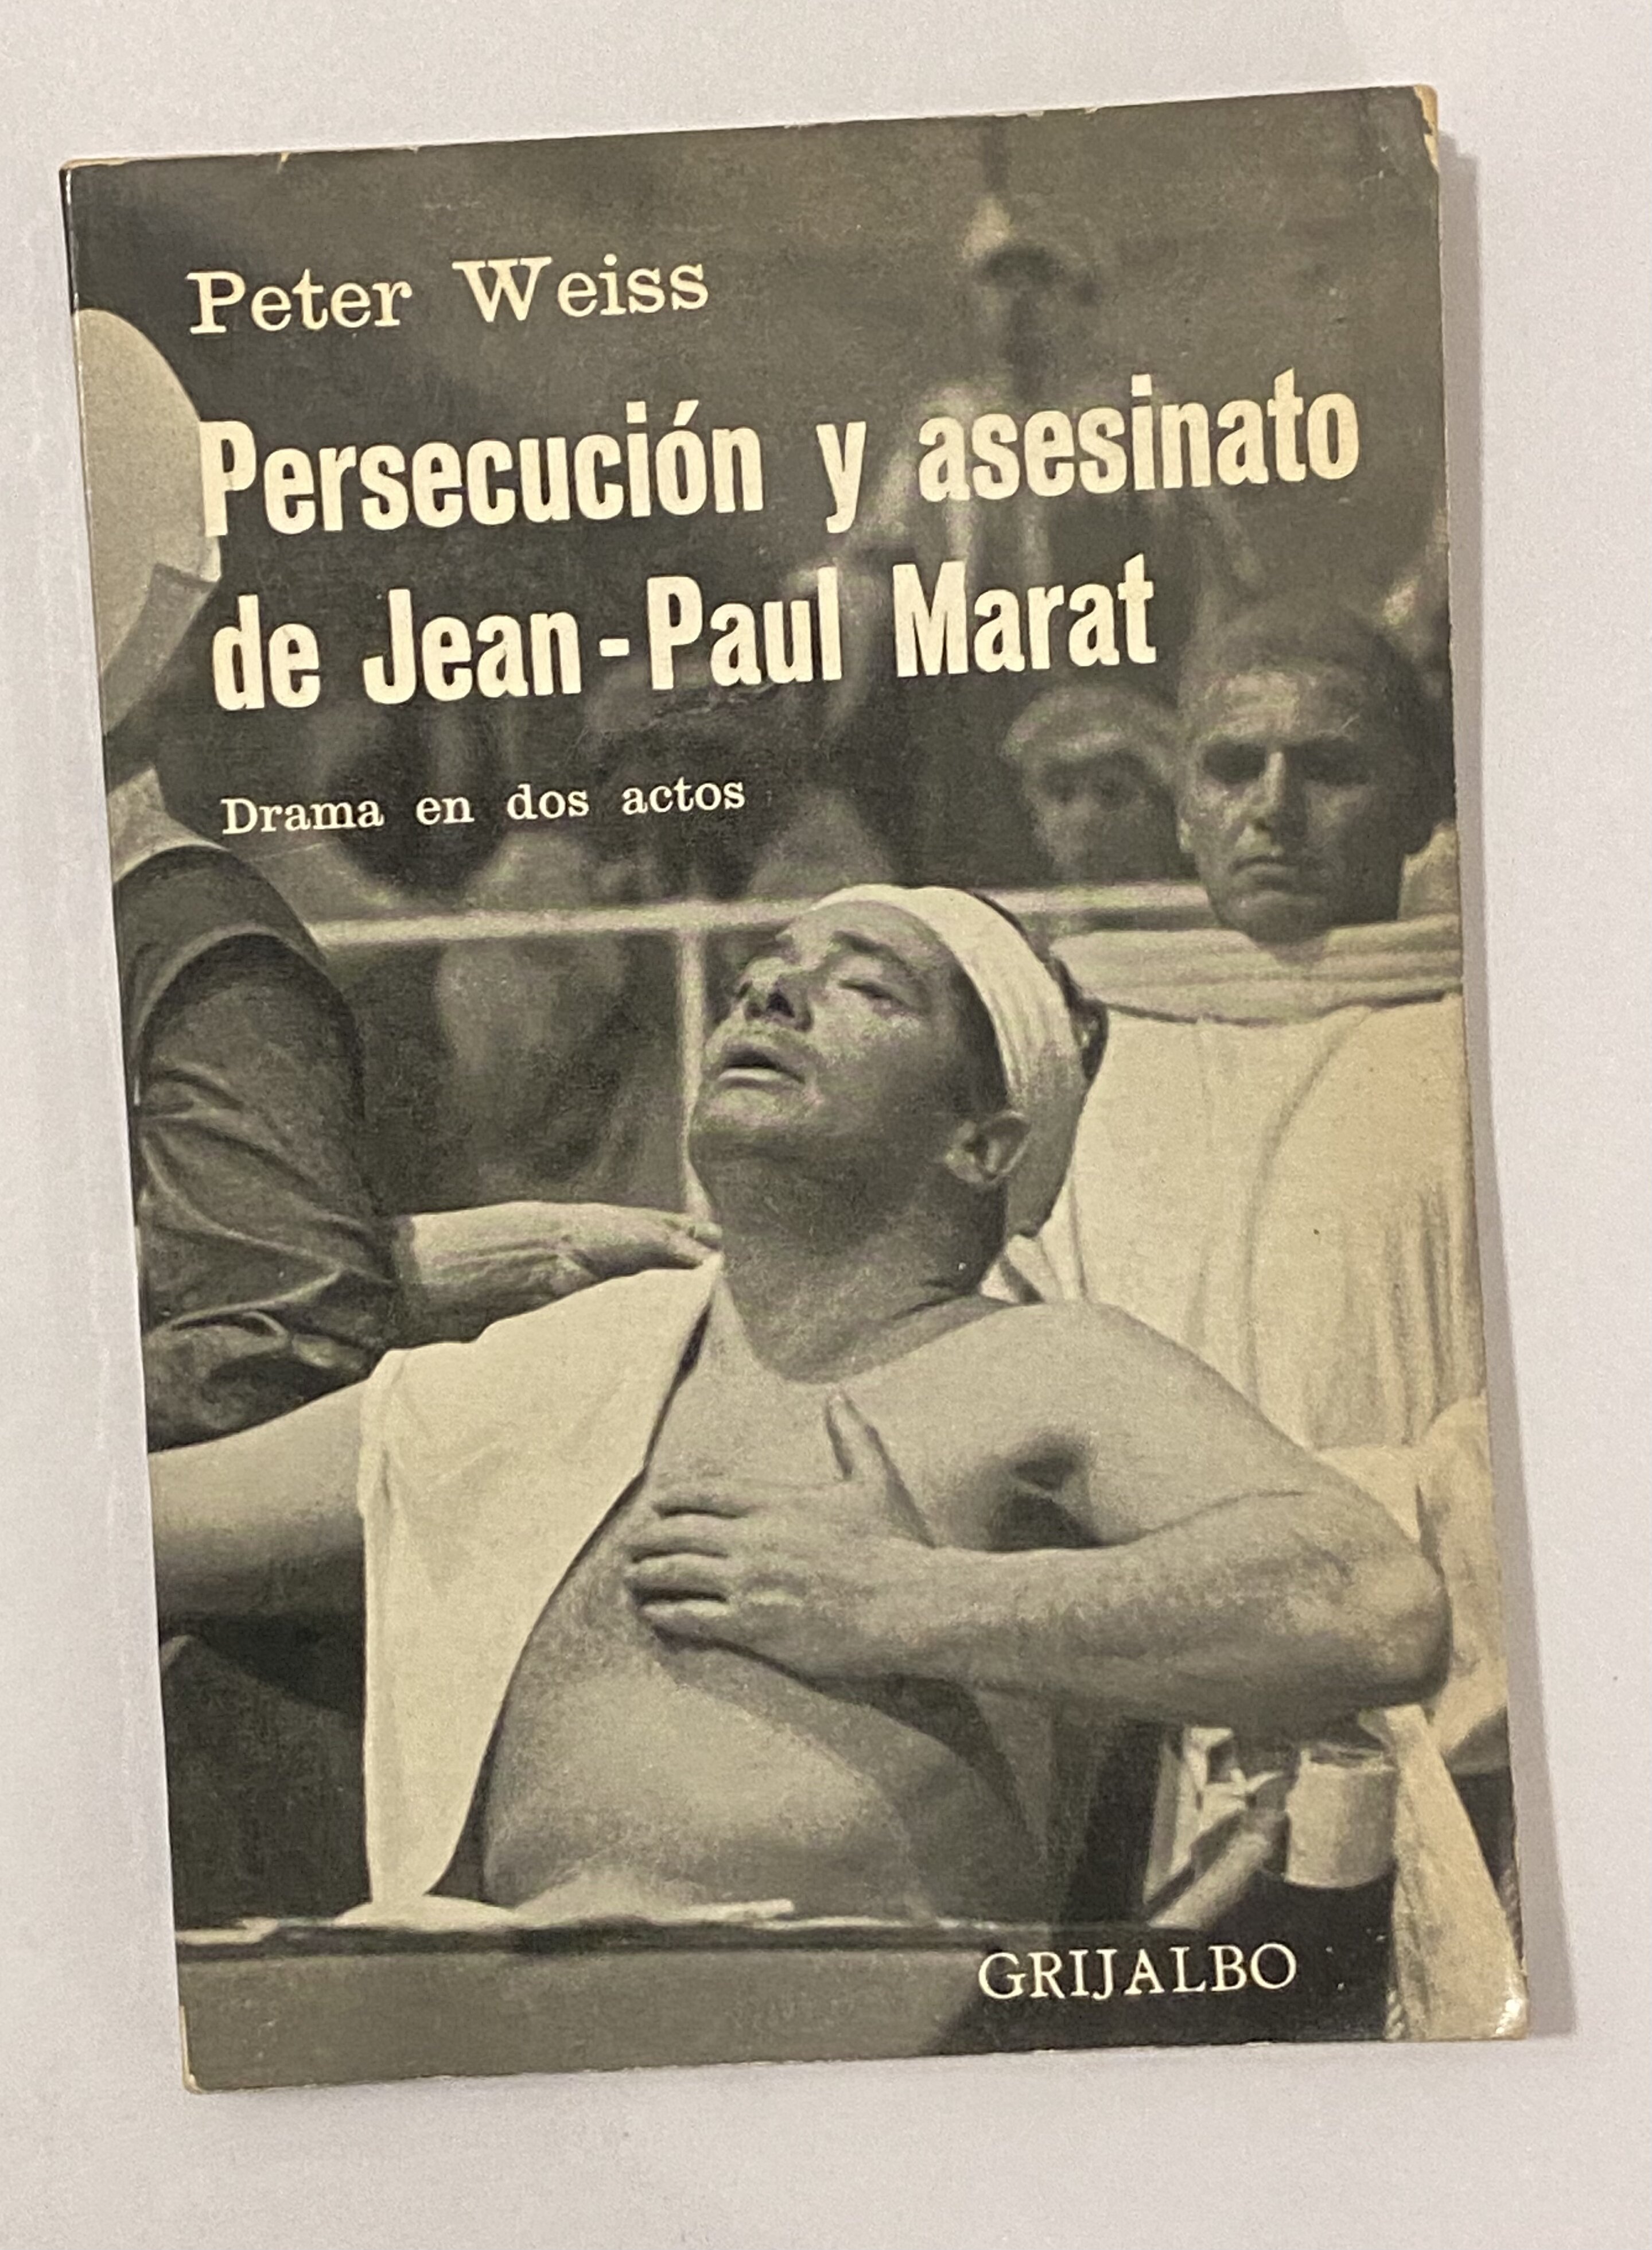 Peter Weiss
Persecución y asesinato
de Jean-Paul Marat
Drama en dos actos
GRIJALBO